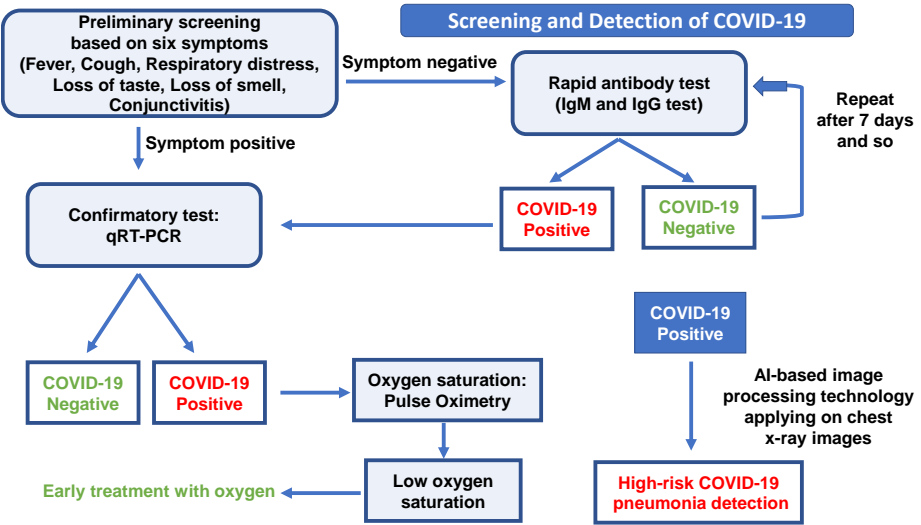 Screening and Detection of COVID-19
Preliminary screening
based on six symptoms
(Fever, Cough, Respiratory distress,
Loss of taste, Loss of smell,
Conjunctivitis)
Symptom negative
Rapid antibody test
(IgM and IgG test)
Repeat
after 7 days
and so
Symptom positive
Confirmatory test:
qRT-PCR
COVID-19
Positive
COVID-19
Negative
COVID-19
Negative
COVID-19
Positive
Oxygen saturation:
Pulse Oximetry
Low oxygen
saturation
Early treatment with oxygen
COVID-19
Positive
AI-based image
processing technology
applying on chest
x-ray images
High-risk COVID-19
pneumonia detection